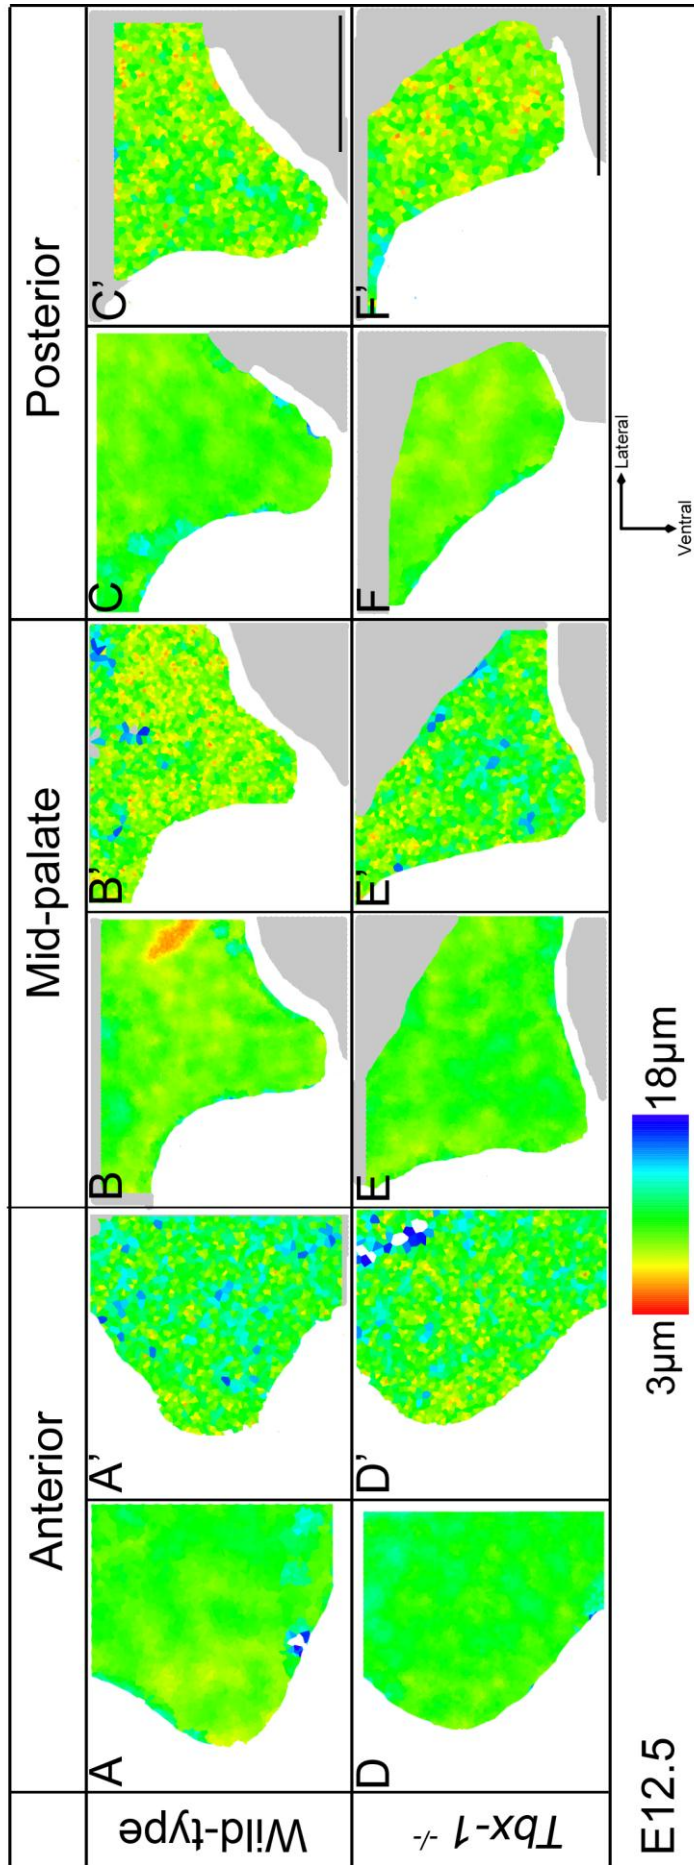 Anterior Mid-palate Posterior
Wild-type
A A' B B' C C'
Tbx-1 -/-
D D' E E' F F'
E12.5
3μm 18μm
Lateral
Ventral